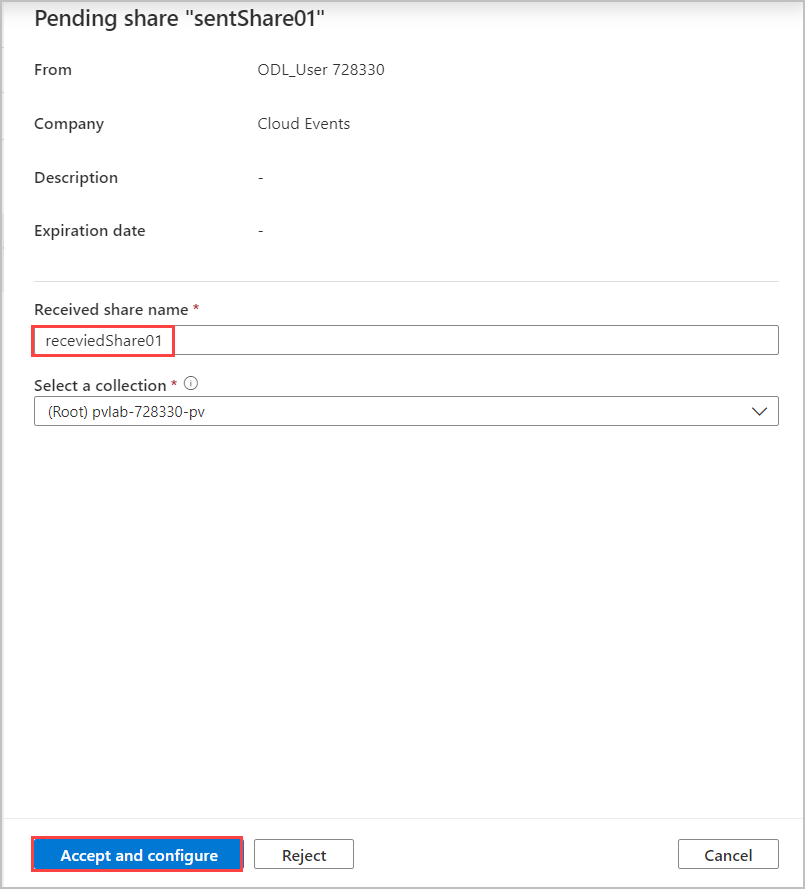 Pending share "sentShare01"
From ODL_User 728330
Company Cloud Events
Description -
Expiration date -
Received share name *
receviedShare01
Select a collection *
(Root) pvlab-728330-pv
Accept and configure Reject Cancel